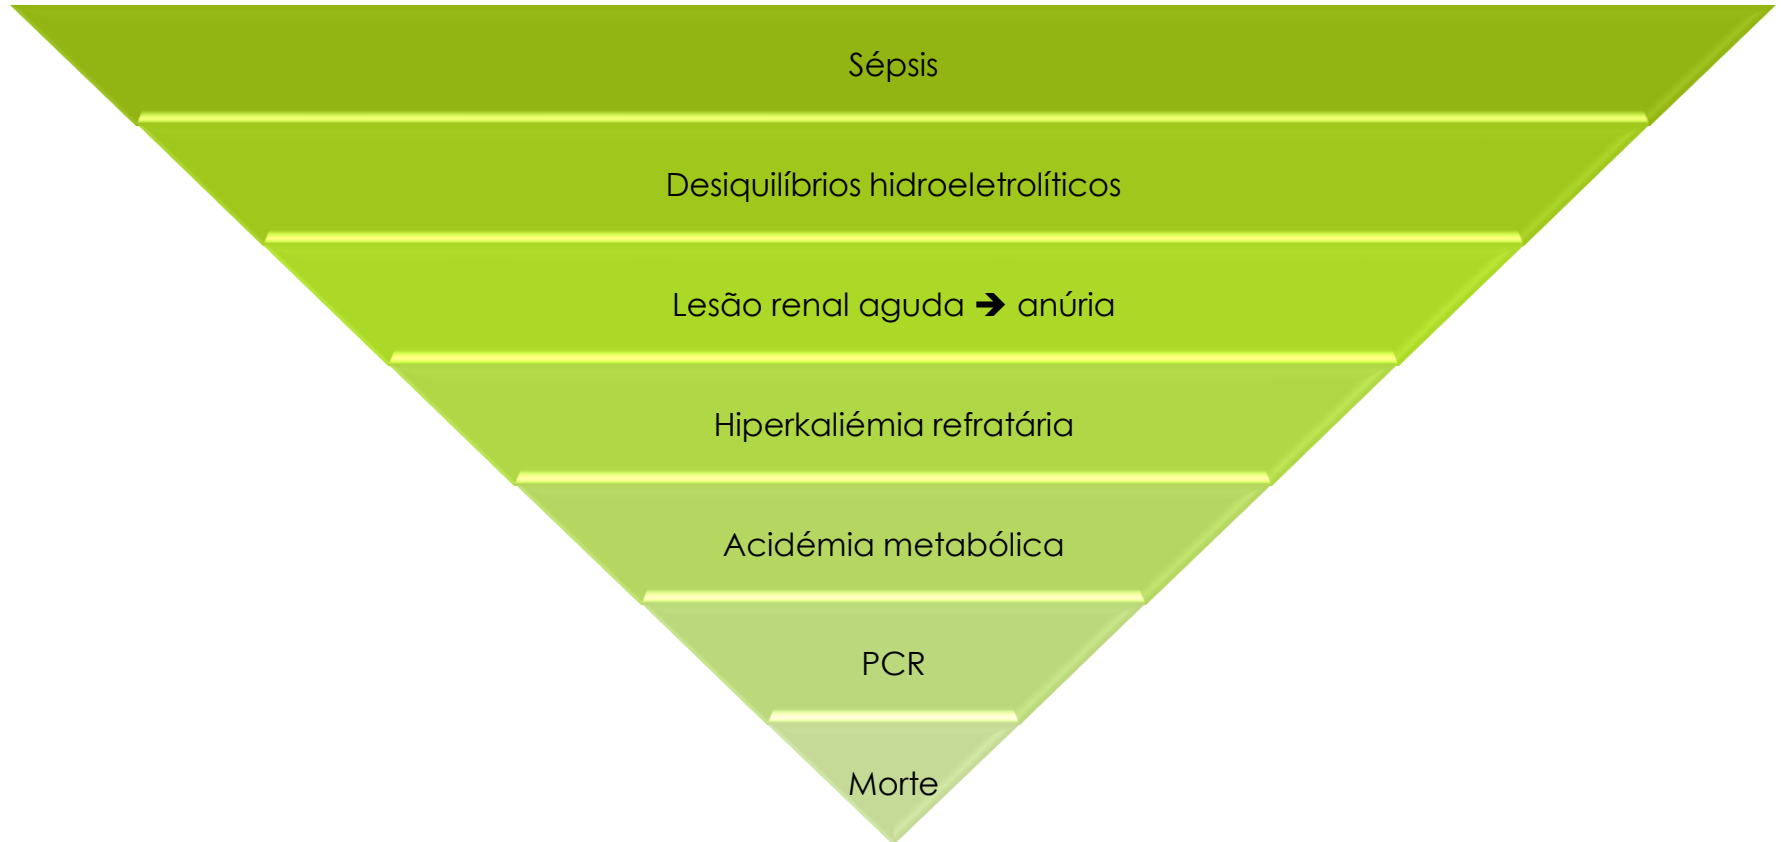 Sépsis
Desiquilíbrios hidroeletrolíticos
Lesão renal aguda ➔ anúria
Hiperkaliémia refratária
Acidémia metabólica
PCR
Morte